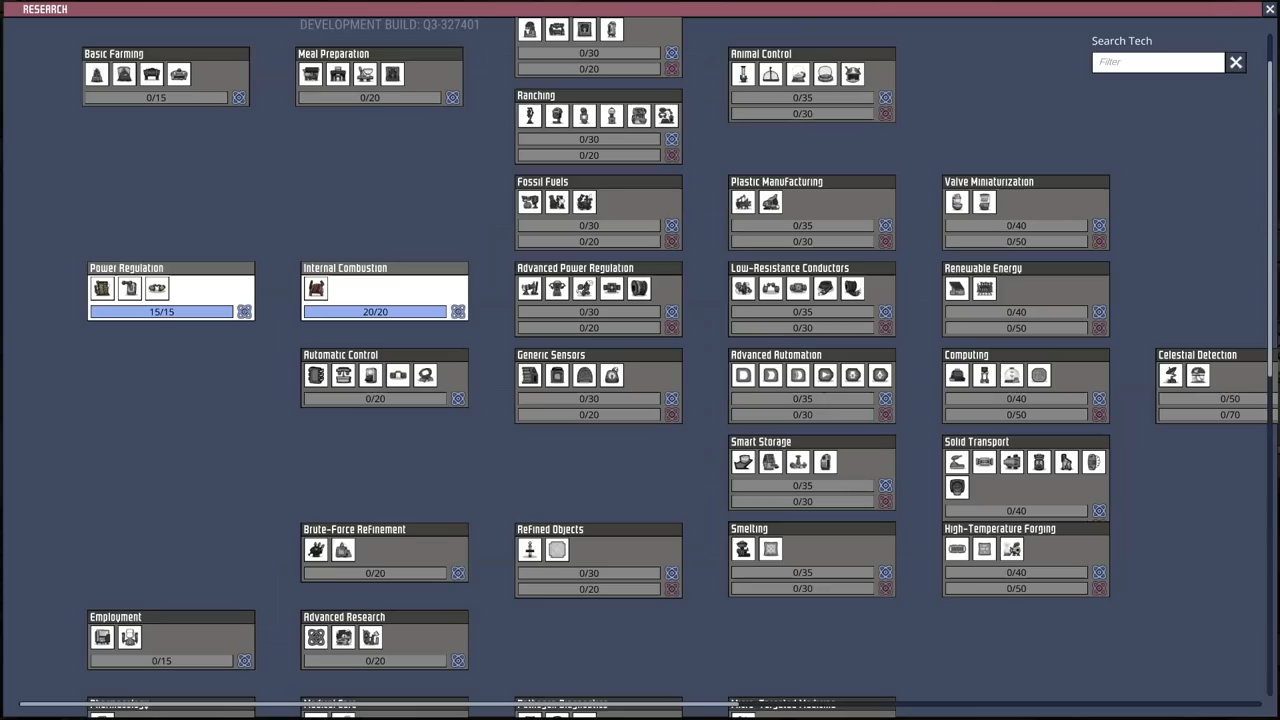 RESEARCH
DEVELOPMENT BUILD: Q3-327401
Search Tech
Filter
0/30
0/20
Basic Farming
0/15
Meal Preparation
0/20
Animal Control
0/35
0/30
Ranching
0/30
0/20
Fossil Fuels
0/30
0/20
Plastic Manufacturing
0/35
0/30
Valve Miniaturization
0/40
0/50
Power Regulation
15/15
Internal Combustion
20/20
Advanced Power Regulation
0/30
0/20
Low-Resistance Conductors
0/35
0/30
Renewable Energy
0/40
0/50
Automatic Control
0/20
Generic Sensors
0/30
0/20
Advanced Automation
0/35
0/30
Computing
0/40
0/50
Celestial Detection
0/50
0/70
Smart Storage
0/35
0/30
Solid Transport
0/40
Brute-Force Refinement
0/20
Refined Objects
0/30
0/20
Smelting
0/35
0/30
High-Temperature Forging
0/40
0/50
Employment
0/15
Advanced Research
0/20